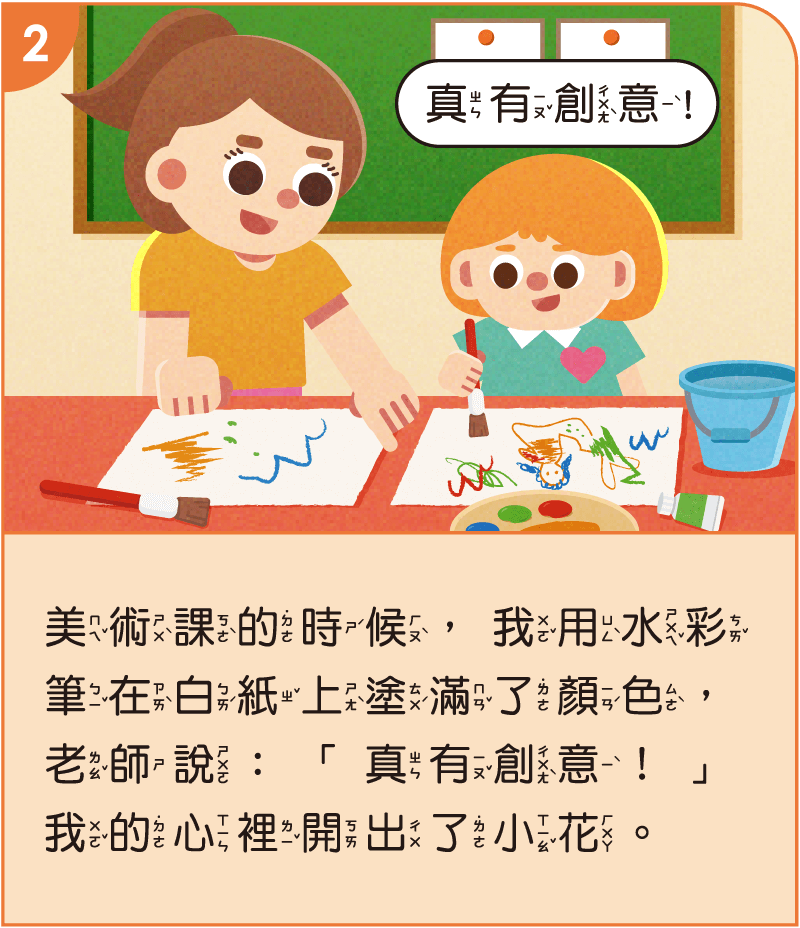 2
真有創意！
美術課的時候，我用水彩
筆在白紙上塗滿了顏色，
老師說：「真有創意！」
我的心裡開出了小花。